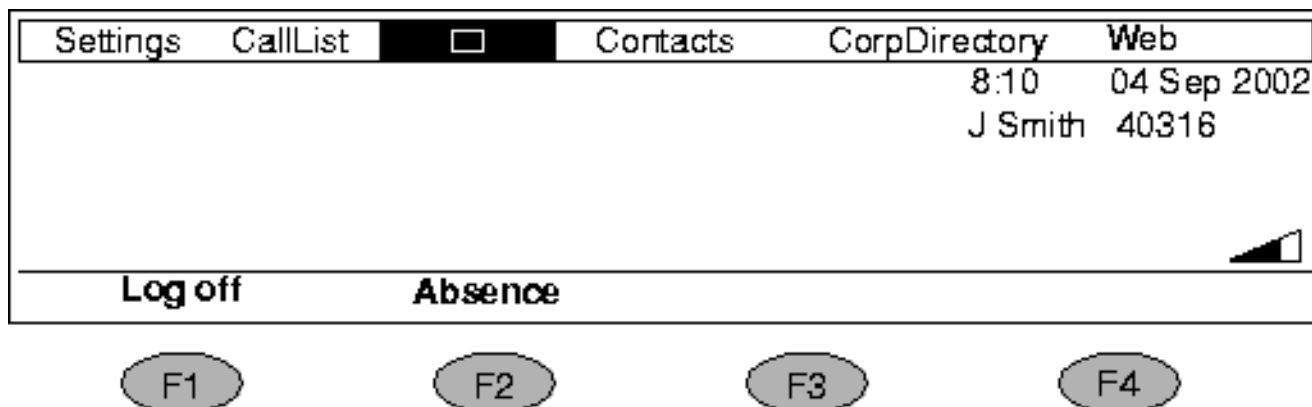 Settings CallList Contacts CorpDirectory Web
8:10 04 Sep 2002
J Smith 40316
Log off Absence
F1 F2 F3 F4